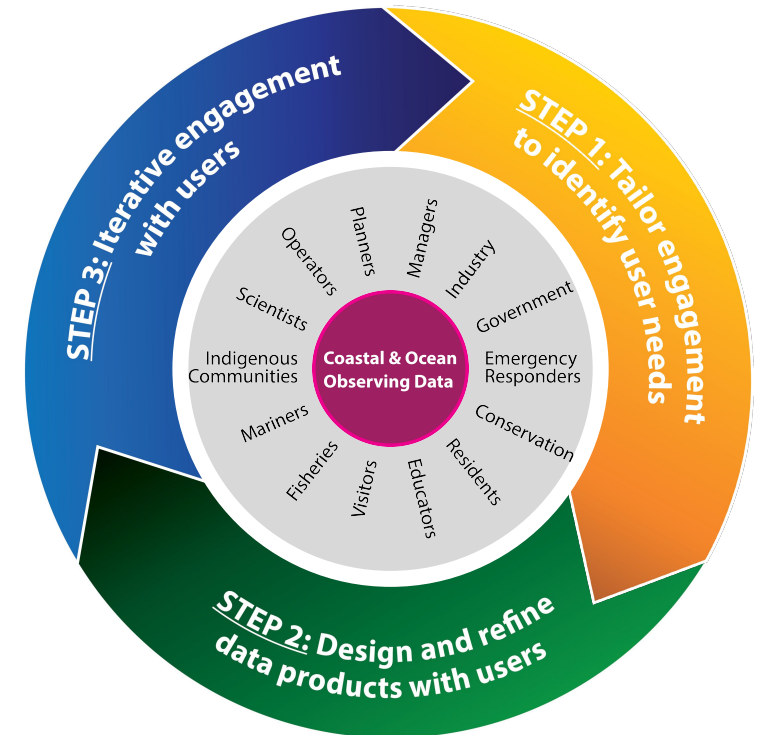 STEP 1: Tailor engagement
to identify user needs
STEP 2: Design and refine
data products with users
STEP 3: Iterative engagement
with users
Coastal & Ocean
Observing Data
Planners
Managers
Industry
Government
Emergency
Responders
Conservation
Residents
Educators
Visitors
Fisheries
Mariners
Indigenous
Communities
Scientists
Operators